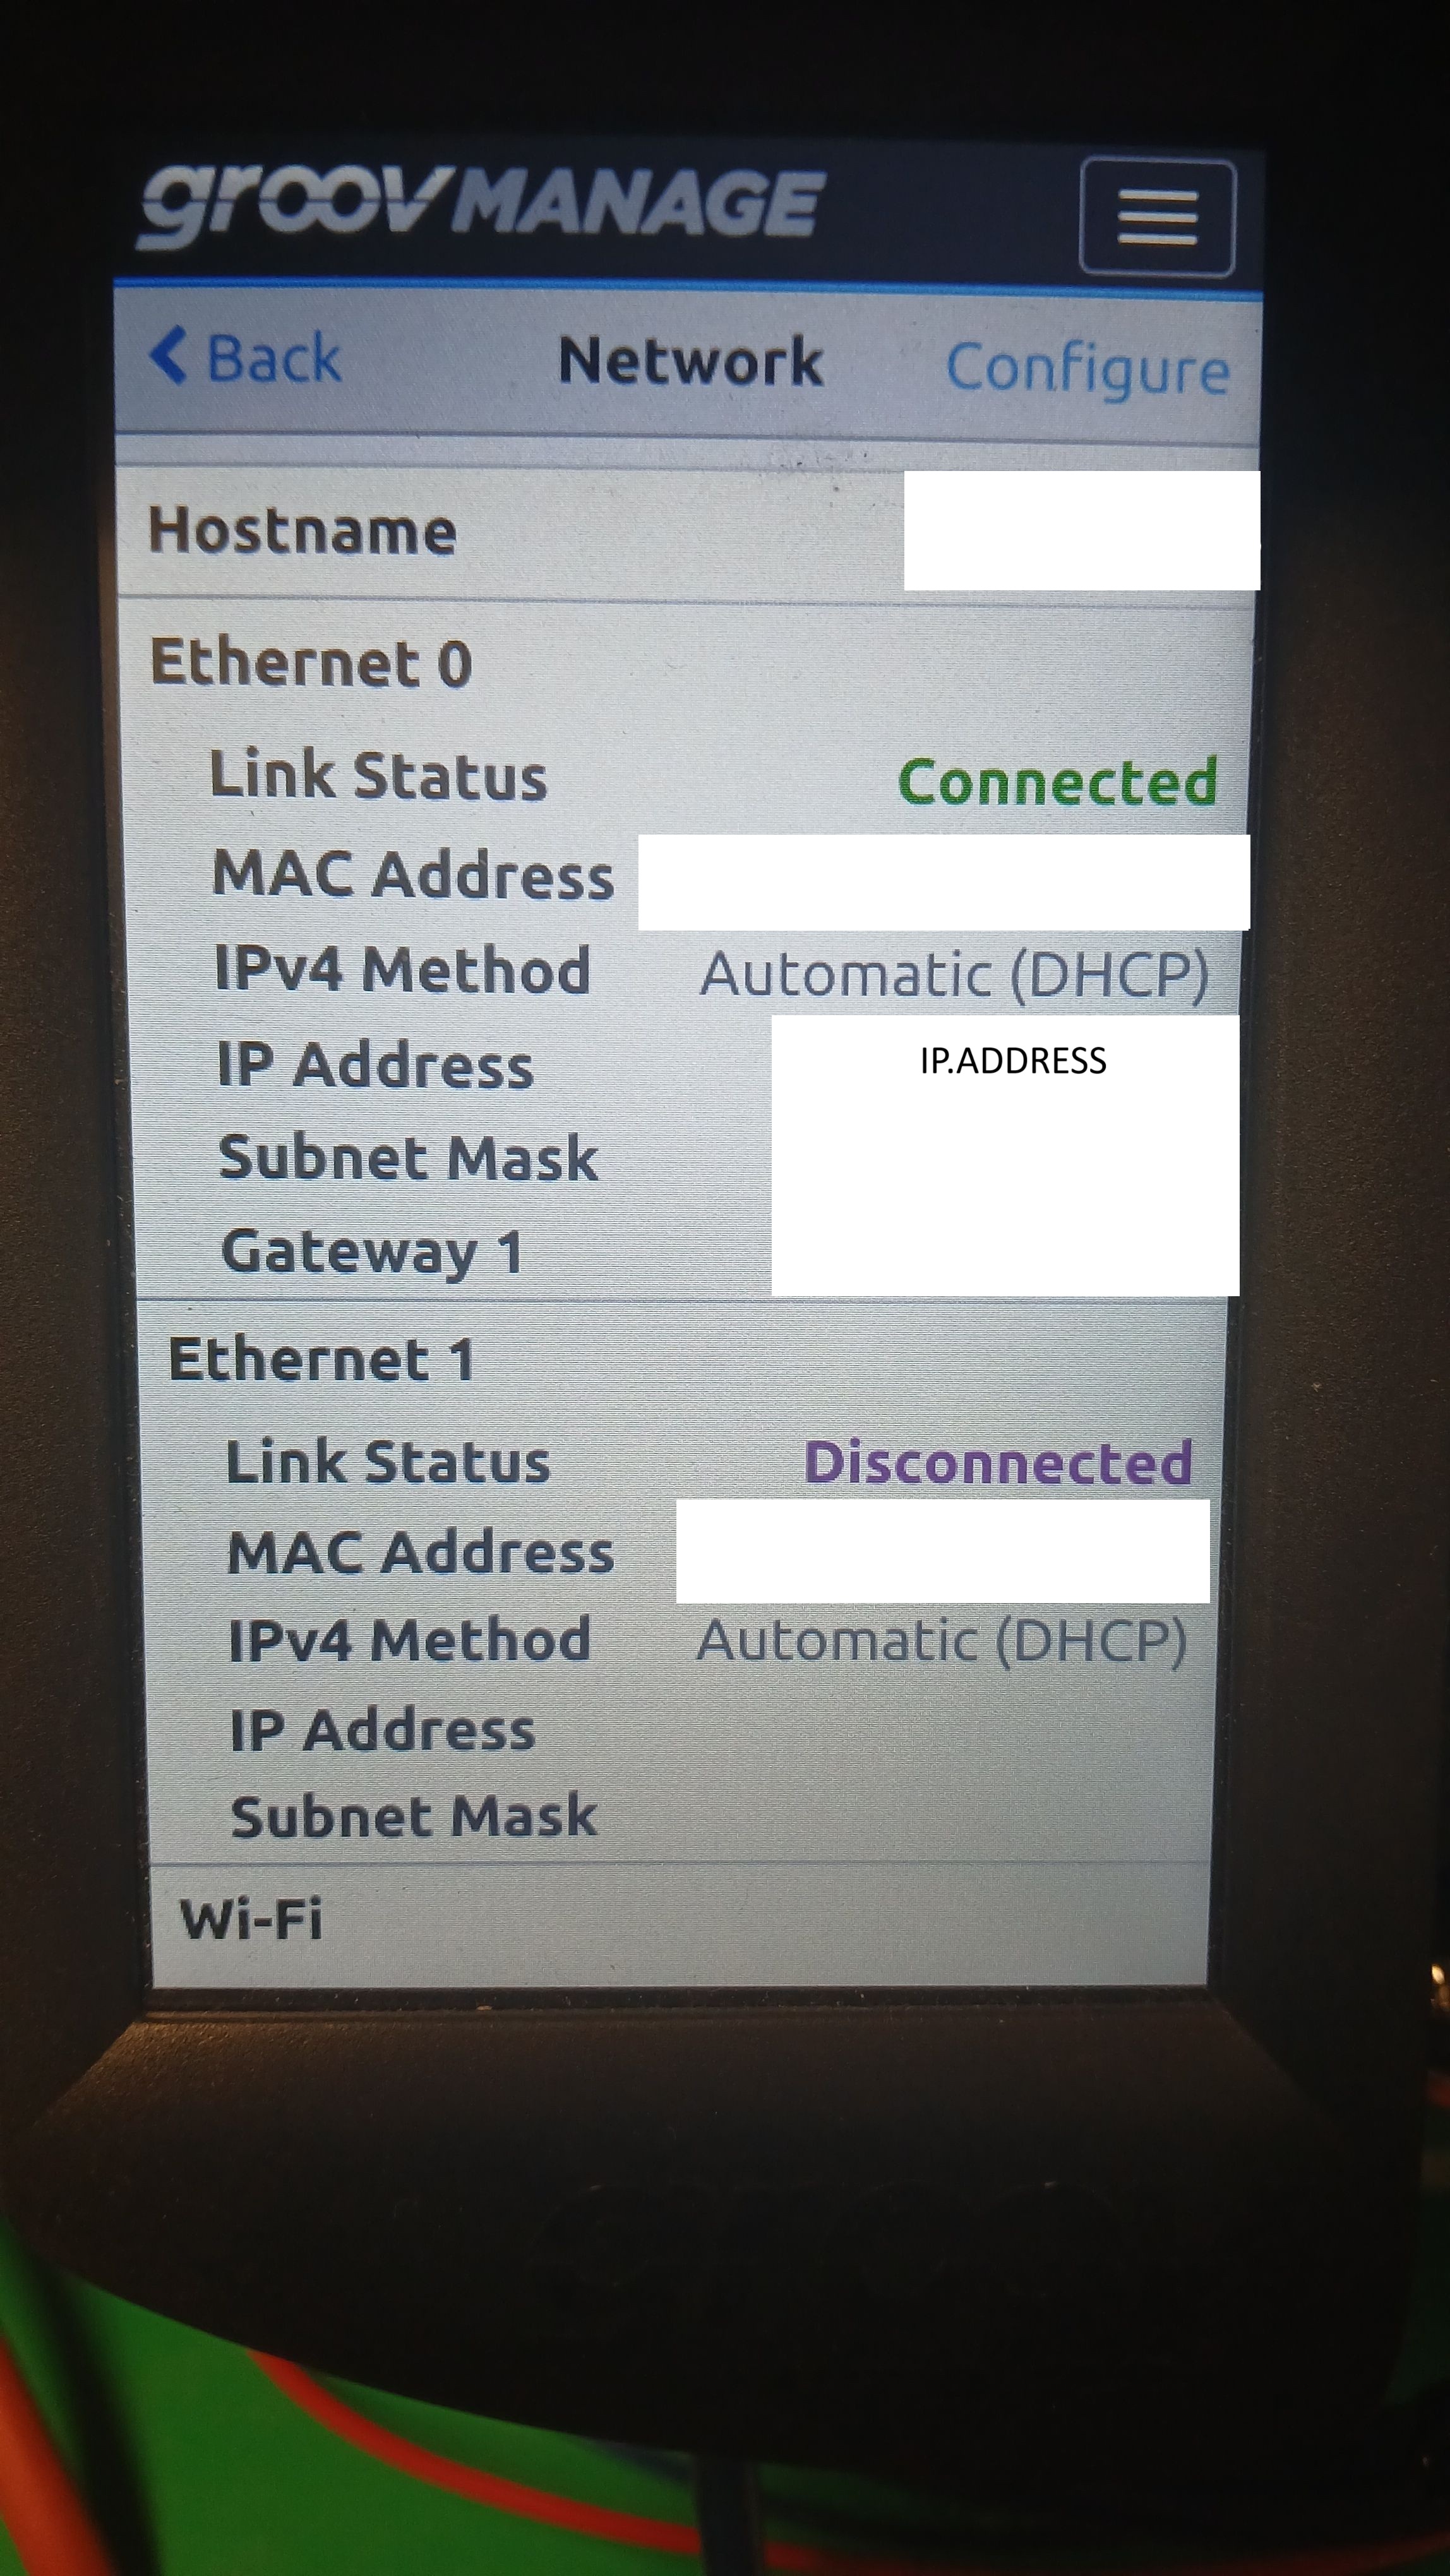 groov MANAGE
Back Network Configure
Hostname
Ethernet 0
Link Status Connected
MAC Address
IPv4 Method Automatic (DHCP)
IP Address IP.ADDRESS
Subnet Mask
Gateway 1
Ethernet 1
Link Status Disconnected
MAC Address
IPv4 Method Automatic (DHCP)
IP Address
Subnet Mask
Wi-Fi